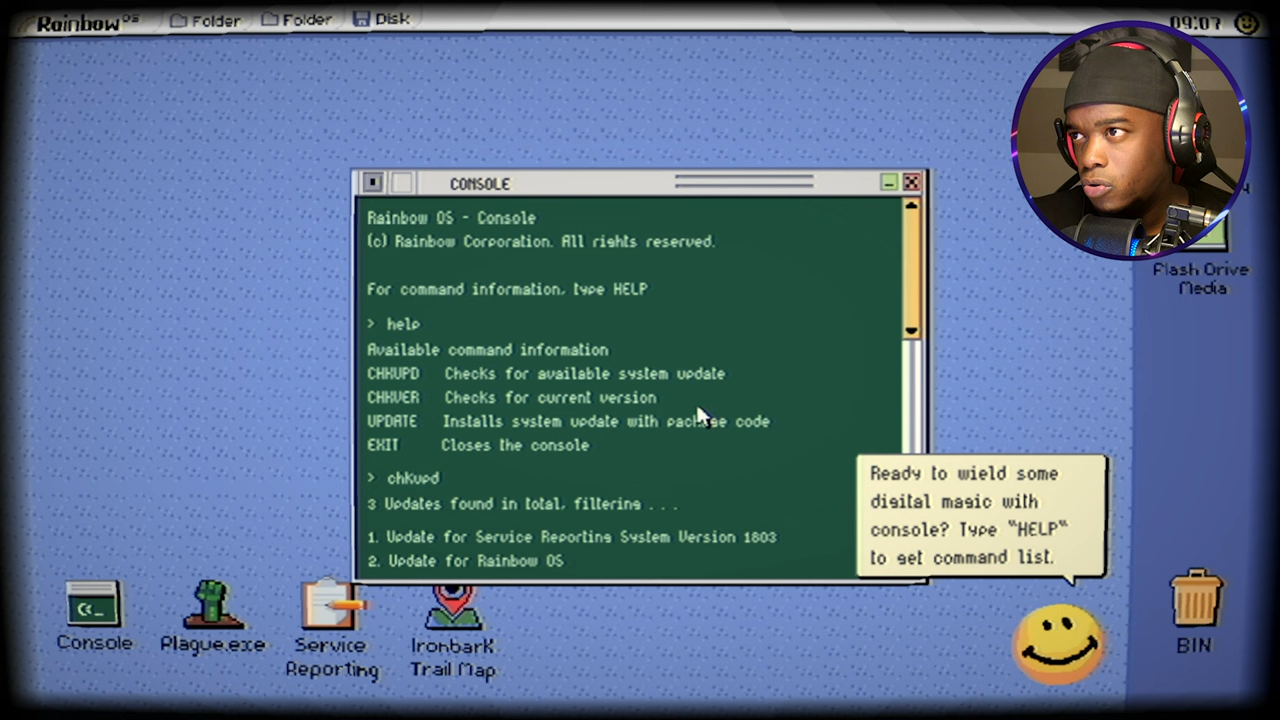 RainbowOS Folder Folder Disk 09:07
CONSOLE
Rainbow OS - Console
(c) Rainbow Corporation. All rights reserved.
For command information, type HELP
> help
Available command information
CHKUPD Checks for available system update
CHKVER Checks for current version
UPDATE Installs system update with package code
EXIT Closes the console
> chkupd
3 Updates found in total, filtering . . .
1. Update for Service Reporting System Version 1803
2. Update for Rainbow OS
Ready to wield some
digital magic with
console? Type "HELP"
to get command list.
Flash Drive
Media
Console
Plague.exe
Service
Reporting
Ironbark
Trail Map
BIN